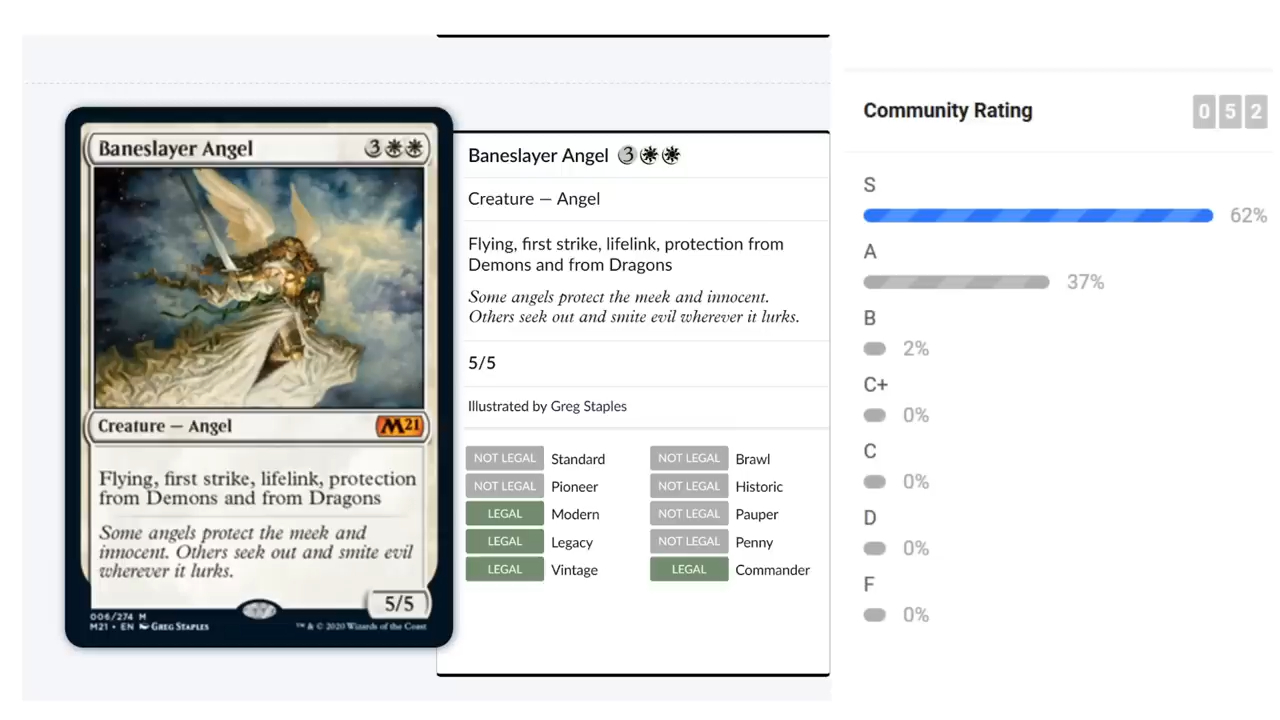 Baneslayer Angel 3
Creature — Angel
M21
Flying, first strike, lifelink, protection
from Demons and from Dragons
Some angels protect the meek and
innocent. Others seek out and smite evil
wherever it lurks.
5/5
006/274 M
M21 • EN Greg Staples
™ & © 2020 Wizards of the Coast
Baneslayer Angel 3
Creature — Angel
Flying, first strike, lifelink, protection from
Demons and from Dragons
Some angels protect the meek and innocent.
Others seek out and smite evil wherever it lurks.
5/5
Illustrated by Greg Staples
NOT LEGAL Standard NOT LEGAL Brawl
NOT LEGAL Pioneer NOT LEGAL Historic
LEGAL Modern NOT LEGAL Pauper
LEGAL Legacy NOT LEGAL Penny
LEGAL Vintage LEGAL Commander
Community Rating 0 5 2
S
62%
A
37%
B
2%
C+
0%
C
0%
D
0%
F
0%